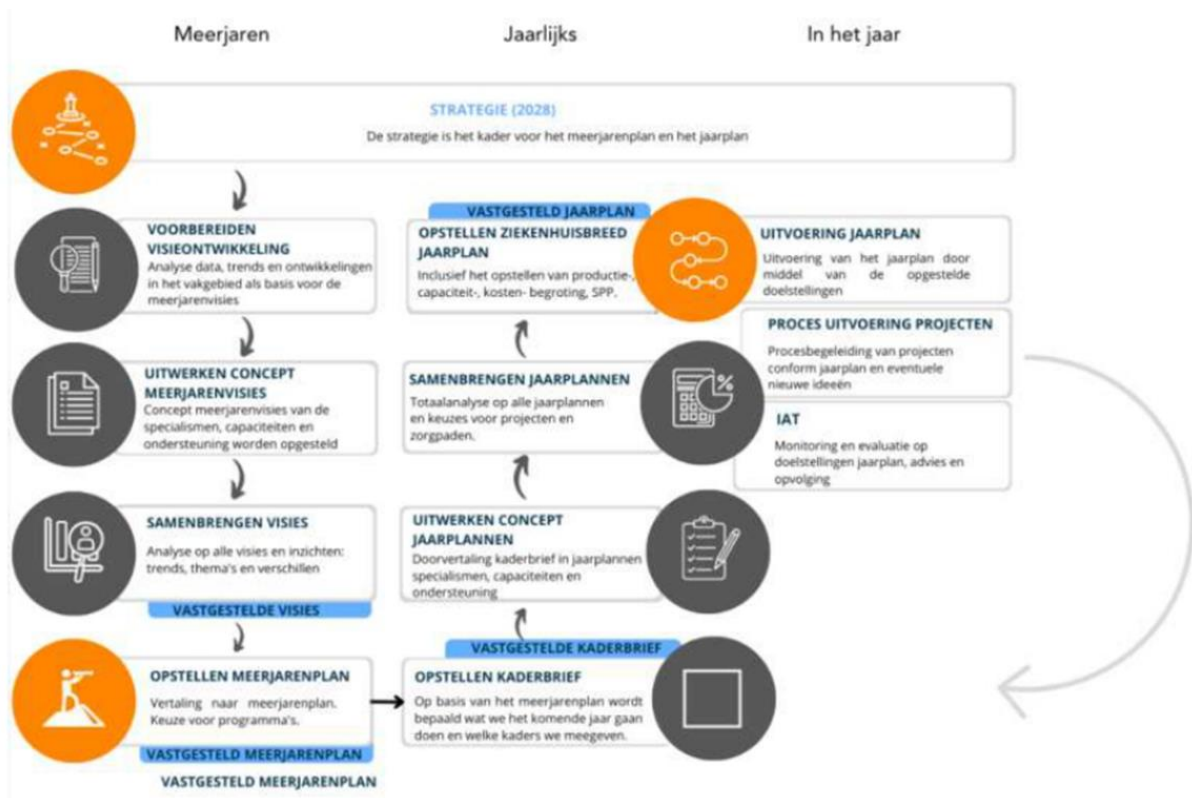 Meerjaren
Jaarlijks
In het jaar
STRATEGIE (2028)
De strategie is het kader voor het meerjarenplan en het jaarplan
VOORBEREIDEN
VISIEONTWIKKELING
Analyse data, trends en ontwikkelingen
in het vakgebied als basis voor de
meerjarenvisies
UITWERKEN CONCEPT
MEERJARENVISIES
Concept meerjarenvisies van de
specialismen, capaciteiten en
ondersteuning worden opgesteld
SAMENBRENGEN VISIES
Analyse op alle visies en inzichten:
trends, thema's en verschillen
VASTGESTELDE VISIES
OPSTELLEN MEERJARENPLAN
Vertaling naar meerjarenplan.
Keuze voor programma's.
VASTGESTELD MEERJARENPLAN
VASTGESTELD MEERJARENPLAN
VASTGESTELD JAARPLAN
OPSTELLEN ZIEKENHUISBREED
JAARPLAN
Inclusief het opstellen van productie-,
capaciteit-, kosten- begroting, SPP.
SAMENBRENGEN JAARPLANNEN
Totaalanalyse op alle jaarplannen
en keuzes voor projecten en
zorgpaden.
UITWERKEN CONCEPT
JAARPLANNEN
Doorvertaling kaderbrief in jaarplannen
specialismen, capaciteiten en
ondersteuning
VASTGESTELDE KADERBRIEF
OPSTELLEN KADERBRIEF
Op basis van het meerjarenplan wordt
bepaald wat we het komende jaar gaan
doen en welke kaders we meegeven.
UITVOERING JAARPLAN
Uitvoering van het jaarplan door
middel van de opgestelde
doelstellingen
PROCES UITVOERING PROJECTEN
Procesbegeleiding van projecten
conform jaarplan en eventuele
nieuwe ideeën
%
IAT
Monitoring en evaluatie op
doelstellingen jaarplan, advies en
opvolging